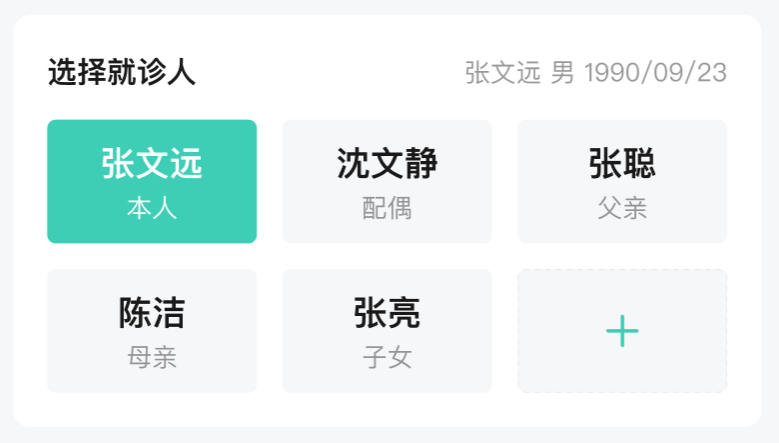 选择就诊人
张文远 男 1990/09/23
张文远
本人
沈文静
配偶
张聪
父亲
陈洁
母亲
张亮
子女